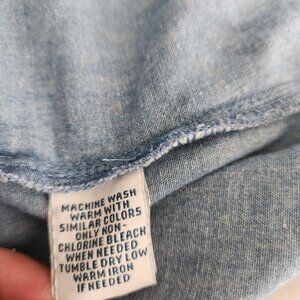 MACHINE WASH
WARM WITH
SIMILAR COLORS
ONLY NON-
CHLORINE BLEACH
WHEN NEEDED
TUMBLE DRY LOW
WARM IRON
IF NEEDED